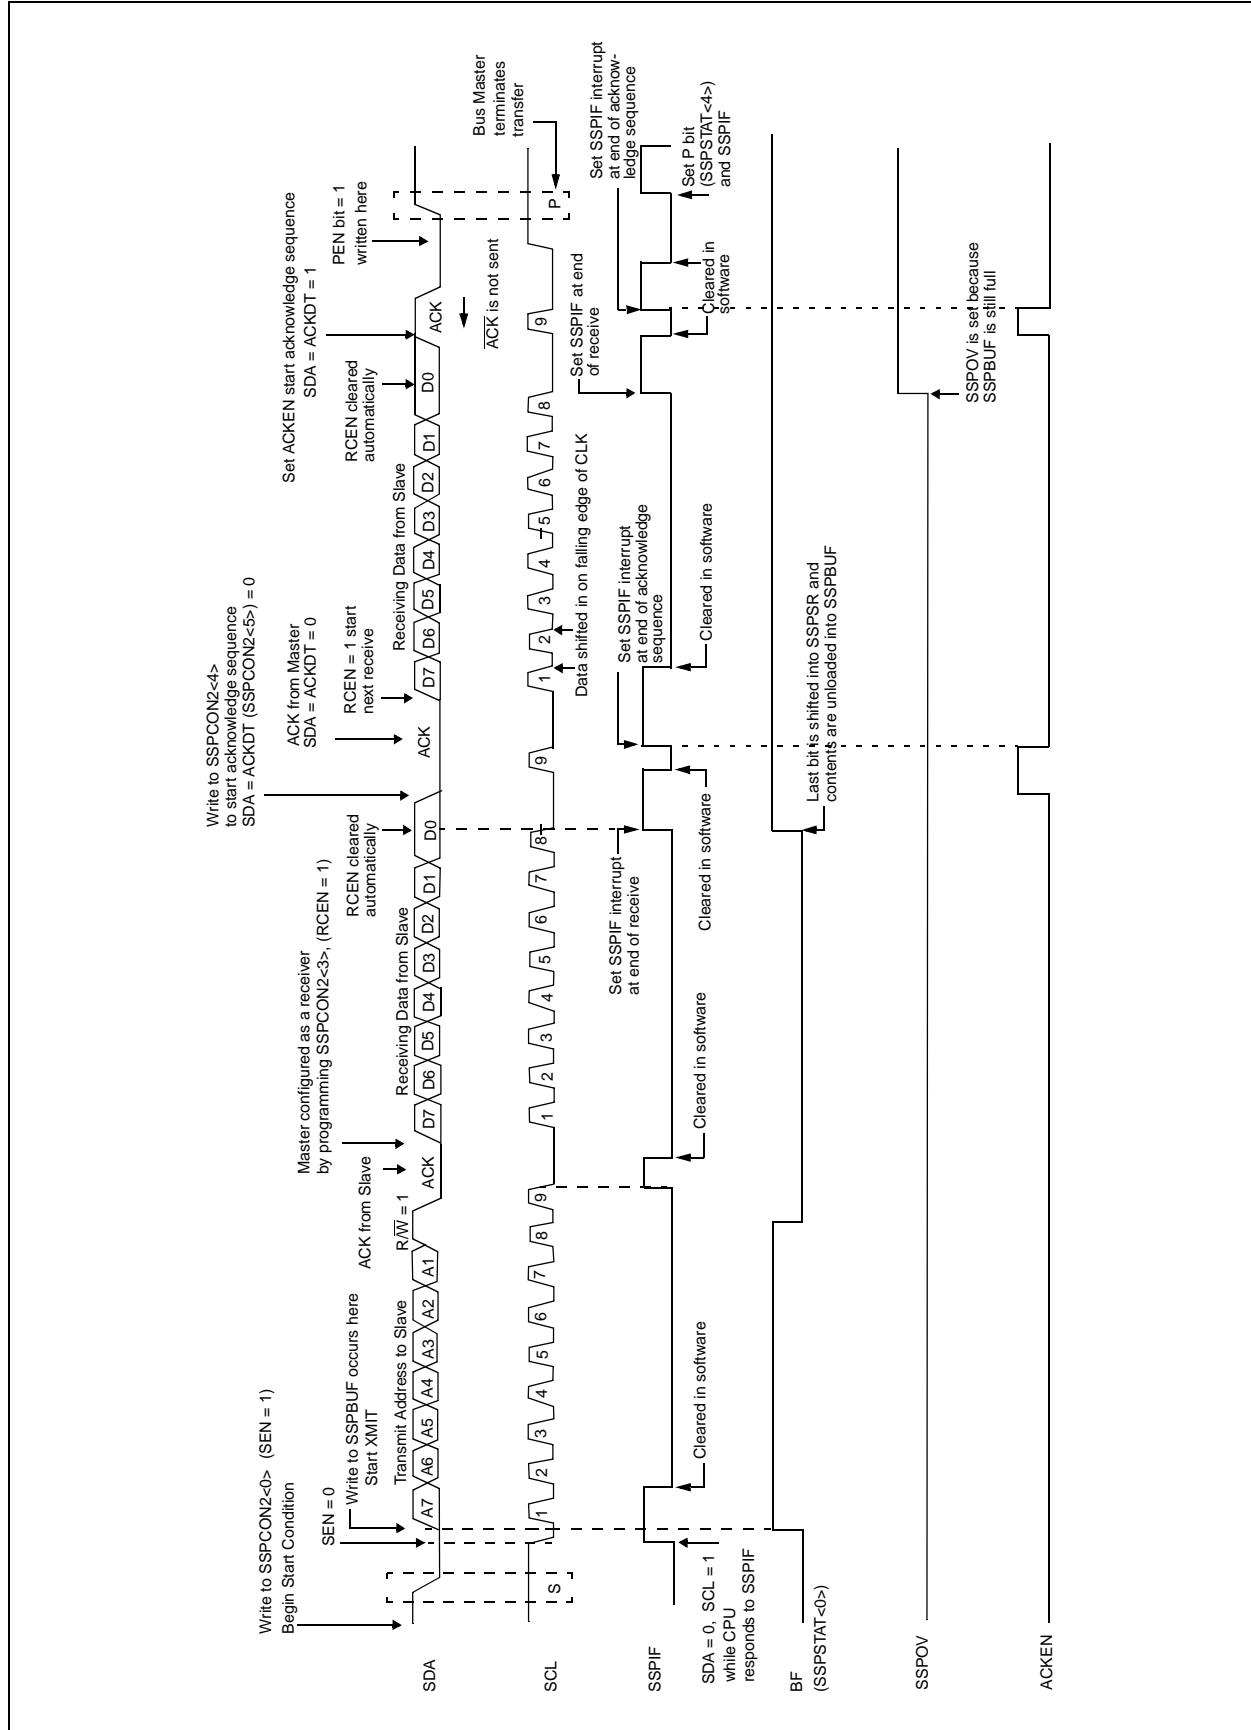 Write to SSPCON2<0>  (SEN = 1)
Begin Start Condition
SEN = 0
Write to SSPBUF occurs here
Start XMIT
Transmit Address to Slave
R/W = 1
ACK from Slave
Master configured as a receiver
by programming SSPCON2<3>, (RCEN = 1)
Receiving Data from Slave
RCEN cleared
automatically
Write to SSPCON2<4>
to start acknowledge sequence
SDA = ACKDT (SSPCON2<5>) = 0
ACK from Master
SDA = ACKDT = 0
RCEN = 1 start
next receive
Receiving Data from Slave
RCEN cleared
automatically
Set ACKEN start acknowledge sequence
SDA = ACKDT = 1
PEN bit = 1
written here
SDA
A7 A6 A5 A4 A3 A2 A1 ACK D7 D6 D5 D4 D3 D2 D1 D0 ACK D7 D6 D5 D4 D3 D2 D1 D0 ACK
ACK is not sent
Bus Master
terminates
transfer
SCL
S 1 2 3 4 5 6 7 8 9 1 2 3 4 5 6 7 8 9 1 2 3 4 5 6 7 8 9 P
Data shifted in on falling edge of CLK
Set SSPIF interrupt
at end of receive
Set SSPIF interrupt
at end of acknowledge
sequence
Set SSPIF at end
of receive
Set SSPIF interrupt
at end of acknow-
ledge sequence
SSPIF
SDA = 0,  SCL = 1
while CPU
responds to SSPIF
Cleared in software
Cleared in software
Cleared in software
Cleared in software
Cleared in
software
Set P bit
(SSPSTAT<4>)
and SSPIF
BF
(SSPSTAT<0>)
Last bit is shifted into SSPSR and
contents are unloaded into SSPBUF
SSPOV
SSPOV is set because
SSPBUF is still full
ACKEN